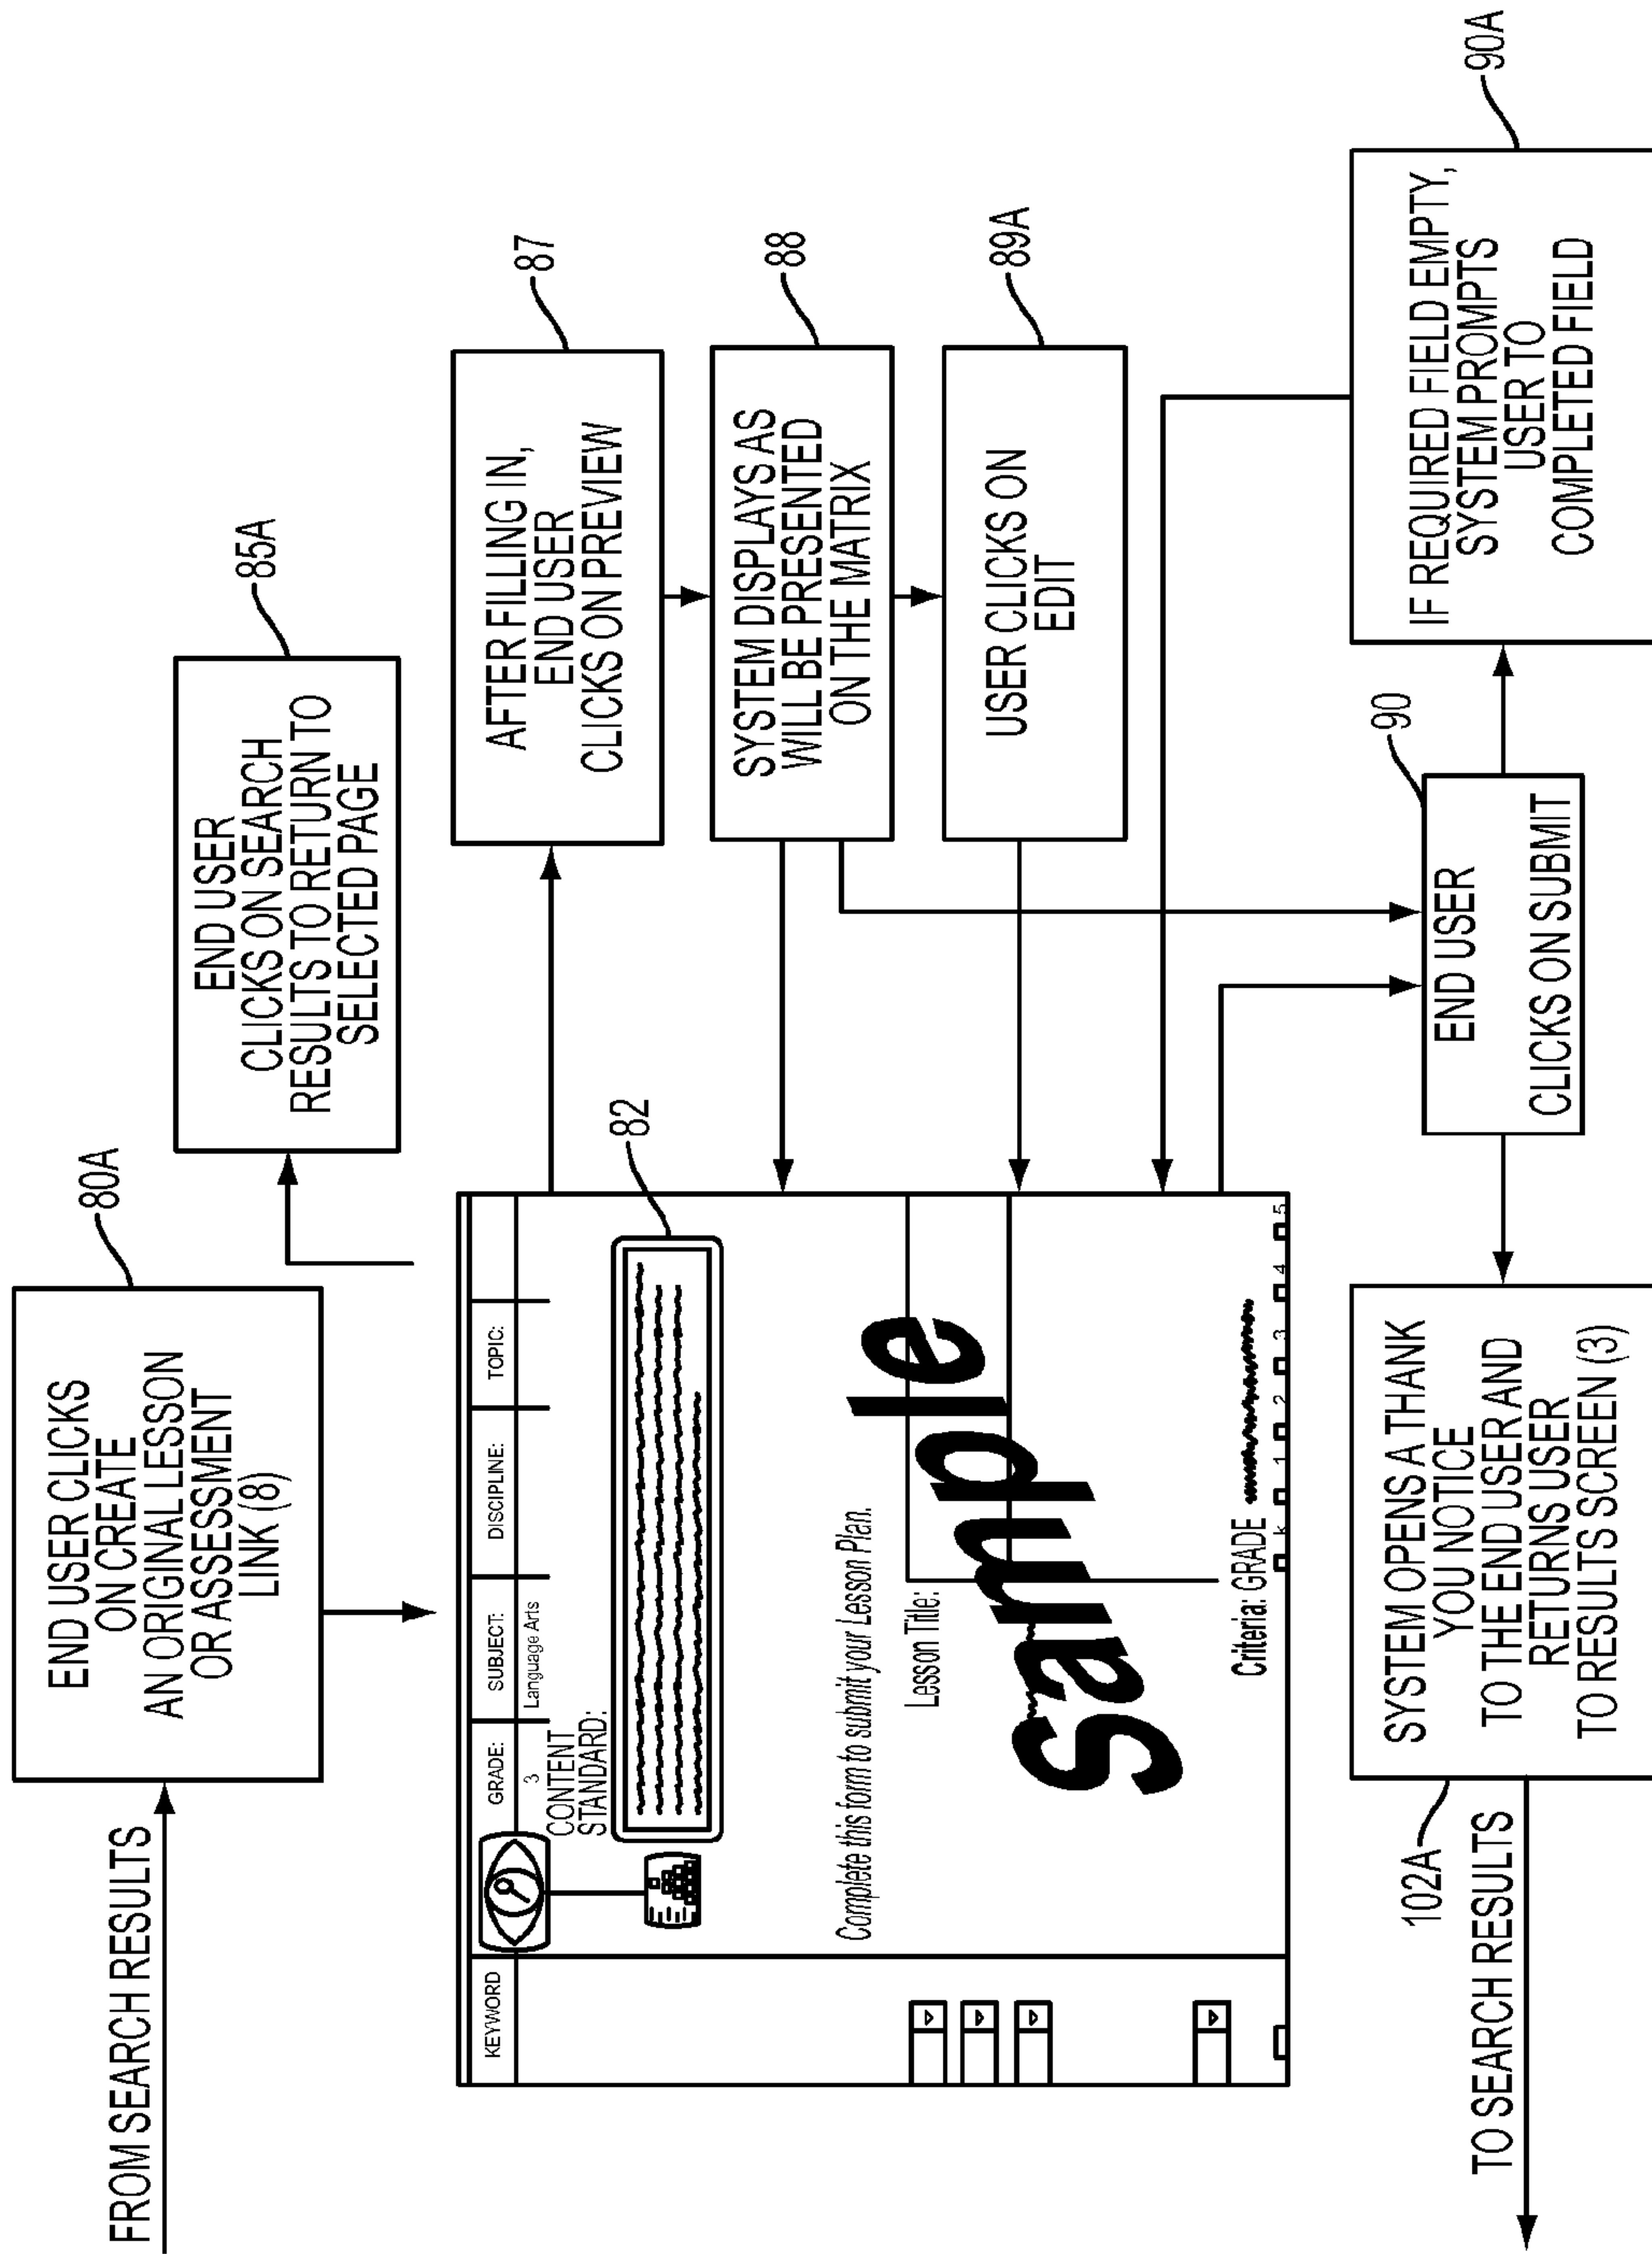 FROM SEARCH RESULTS
END USER CLICKS
ON CREATE
AN ORIGINAL LESSON
OR ASSESSMENT
LINK (8)
80A
END USER
CLICKS ON SEARCH
RESULTS TO RETURN TO
SELECTED PAGE
85A
KEYWORD
GRADE:
SUBJECT:
DISCIPLINE:
TOPIC:
3
Language Arts
CONTENT
STANDARD:
82
Complete this form to submit your Lesson Plan.
Lesson Title:
Sample
Criteria: GRADE
k 1 2 3 4 5
AFTER FILLING IN,
END USER
CLICKS ON PREVIEW
87
SYSTEM DISPLAYS AS
WILL BE PRESENTED
ON THE MATRIX
88
USER CLICKS ON
EDIT
89A
102A
SYSTEM OPENS A THANK
YOU NOTICE
TO THE END USER AND
RETURNS USER
TO RESULTS SCREEN (3)
TO SEARCH RESULTS
END USER
CLICKS ON SUBMIT
90
IF REQUIRED FIELD EMPTY,
SYSTEM PROMPTS
USER TO
COMPLETED FIELD
90A